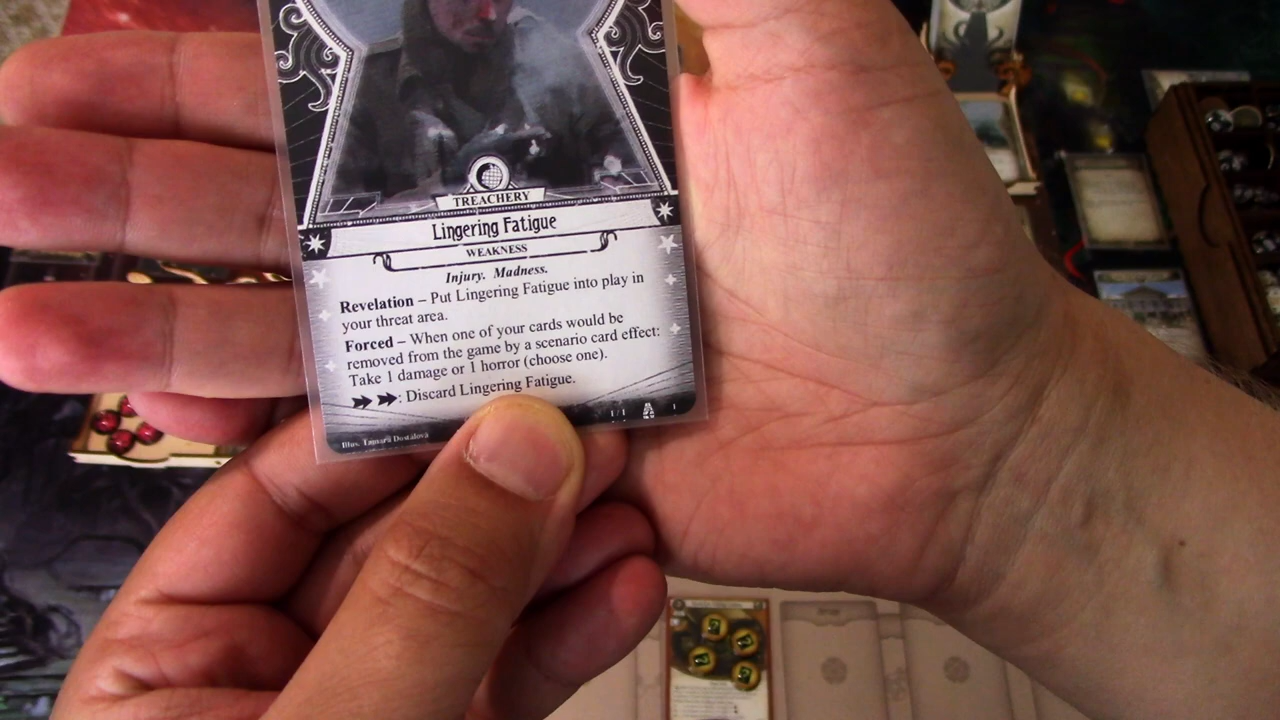 TREACHERY
Lingering Fatigue
WEAKNESS
Injury. Madness.
Revelation – Put Lingering Fatigue into play in
your threat area.
Forced – When one of your cards would be
removed from the game by a scenario card effect:
Take 1 damage or 1 horror (choose one).
: Discard Lingering Fatigue.
Illus. Tamara Dostálová
1/1
1